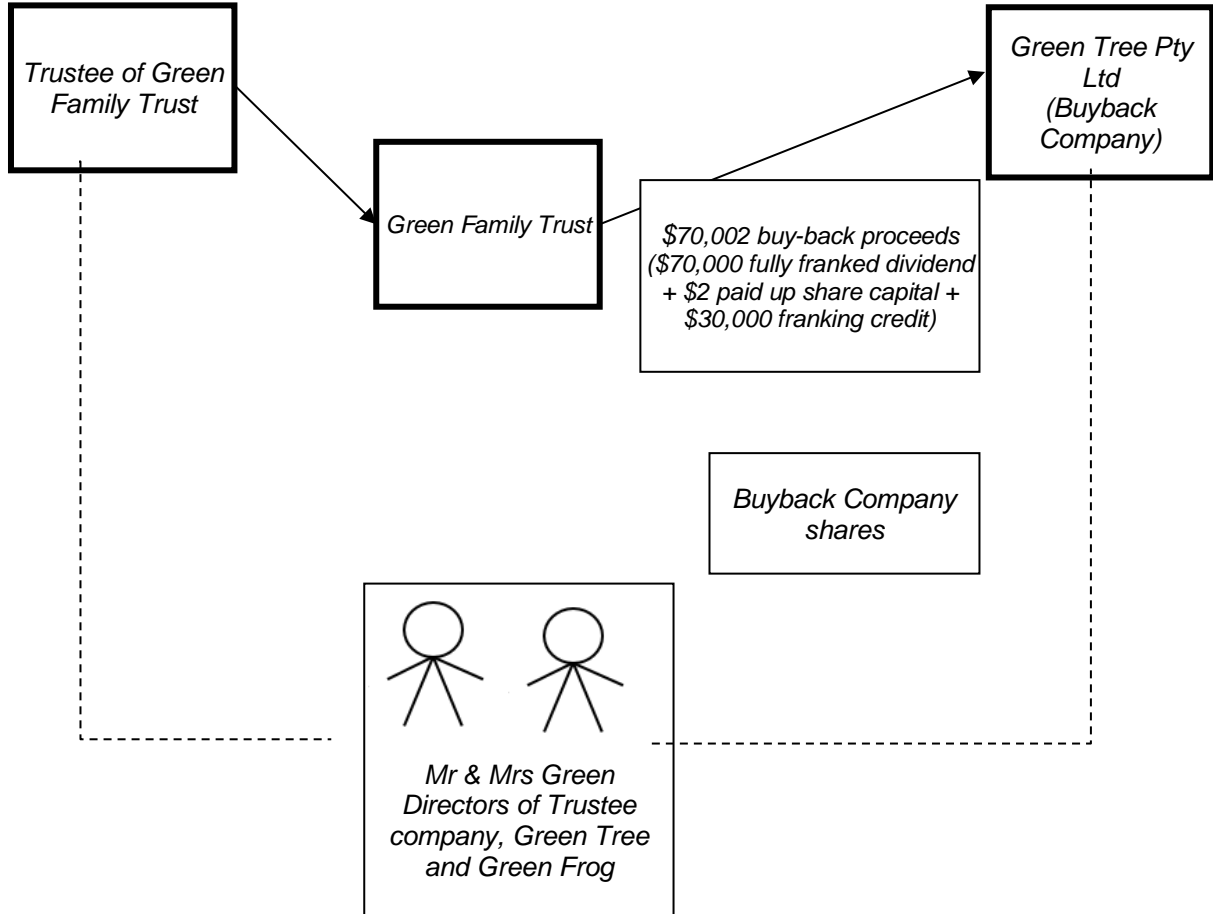 Trustee of Green
Family Trust
Green Tree Pty
Ltd
(Buyback
Company)
Green Family Trust
$70,002 buy-back proceeds
($70,000 fully franked dividend
+ $2 paid up share capital +
$30,000 franking credit)
Buyback Company
shares
Mr & Mrs Green
Directors of Trustee
company, Green Tree
and Green Frog